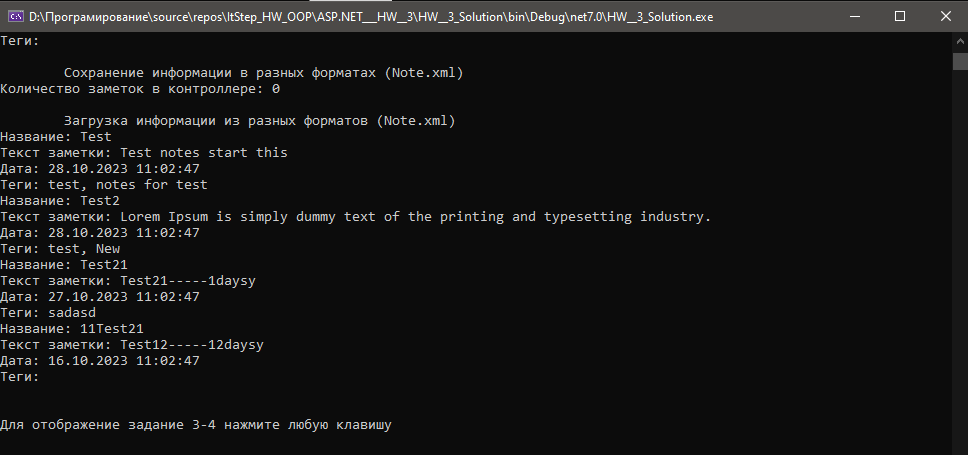 D:\Програмирование\source\repos\ItStep_HW_OOP\ASP.NET___HW__3\HW__3_Solution\bin\Debug\net7.0\HW__3_Solution.exe
Теги:
Сохранение информации в разных форматах (Note.xml)
Количество заметок в контроллере: 0
Загрузка информации из разных форматов (Note.xml)
Название: Test
Текст заметки: Test notes start this
Дата: 28.10.2023 11:02:47
Теги: test, notes for test
Название: Test2
Текст заметки: Lorem Ipsum is simply dummy text of the printing and typesetting industry.
Дата: 28.10.2023 11:02:47
Теги: test, New
Название: Test21
Текст заметки: Test21-----1daysy
Дата: 27.10.2023 11:02:47
Теги: sadasd
Название: 11Test21
Текст заметки: Test12-----12daysy
Дата: 16.10.2023 11:02:47
Теги:
Для отображение задание 3-4 нажмите любую клавишу